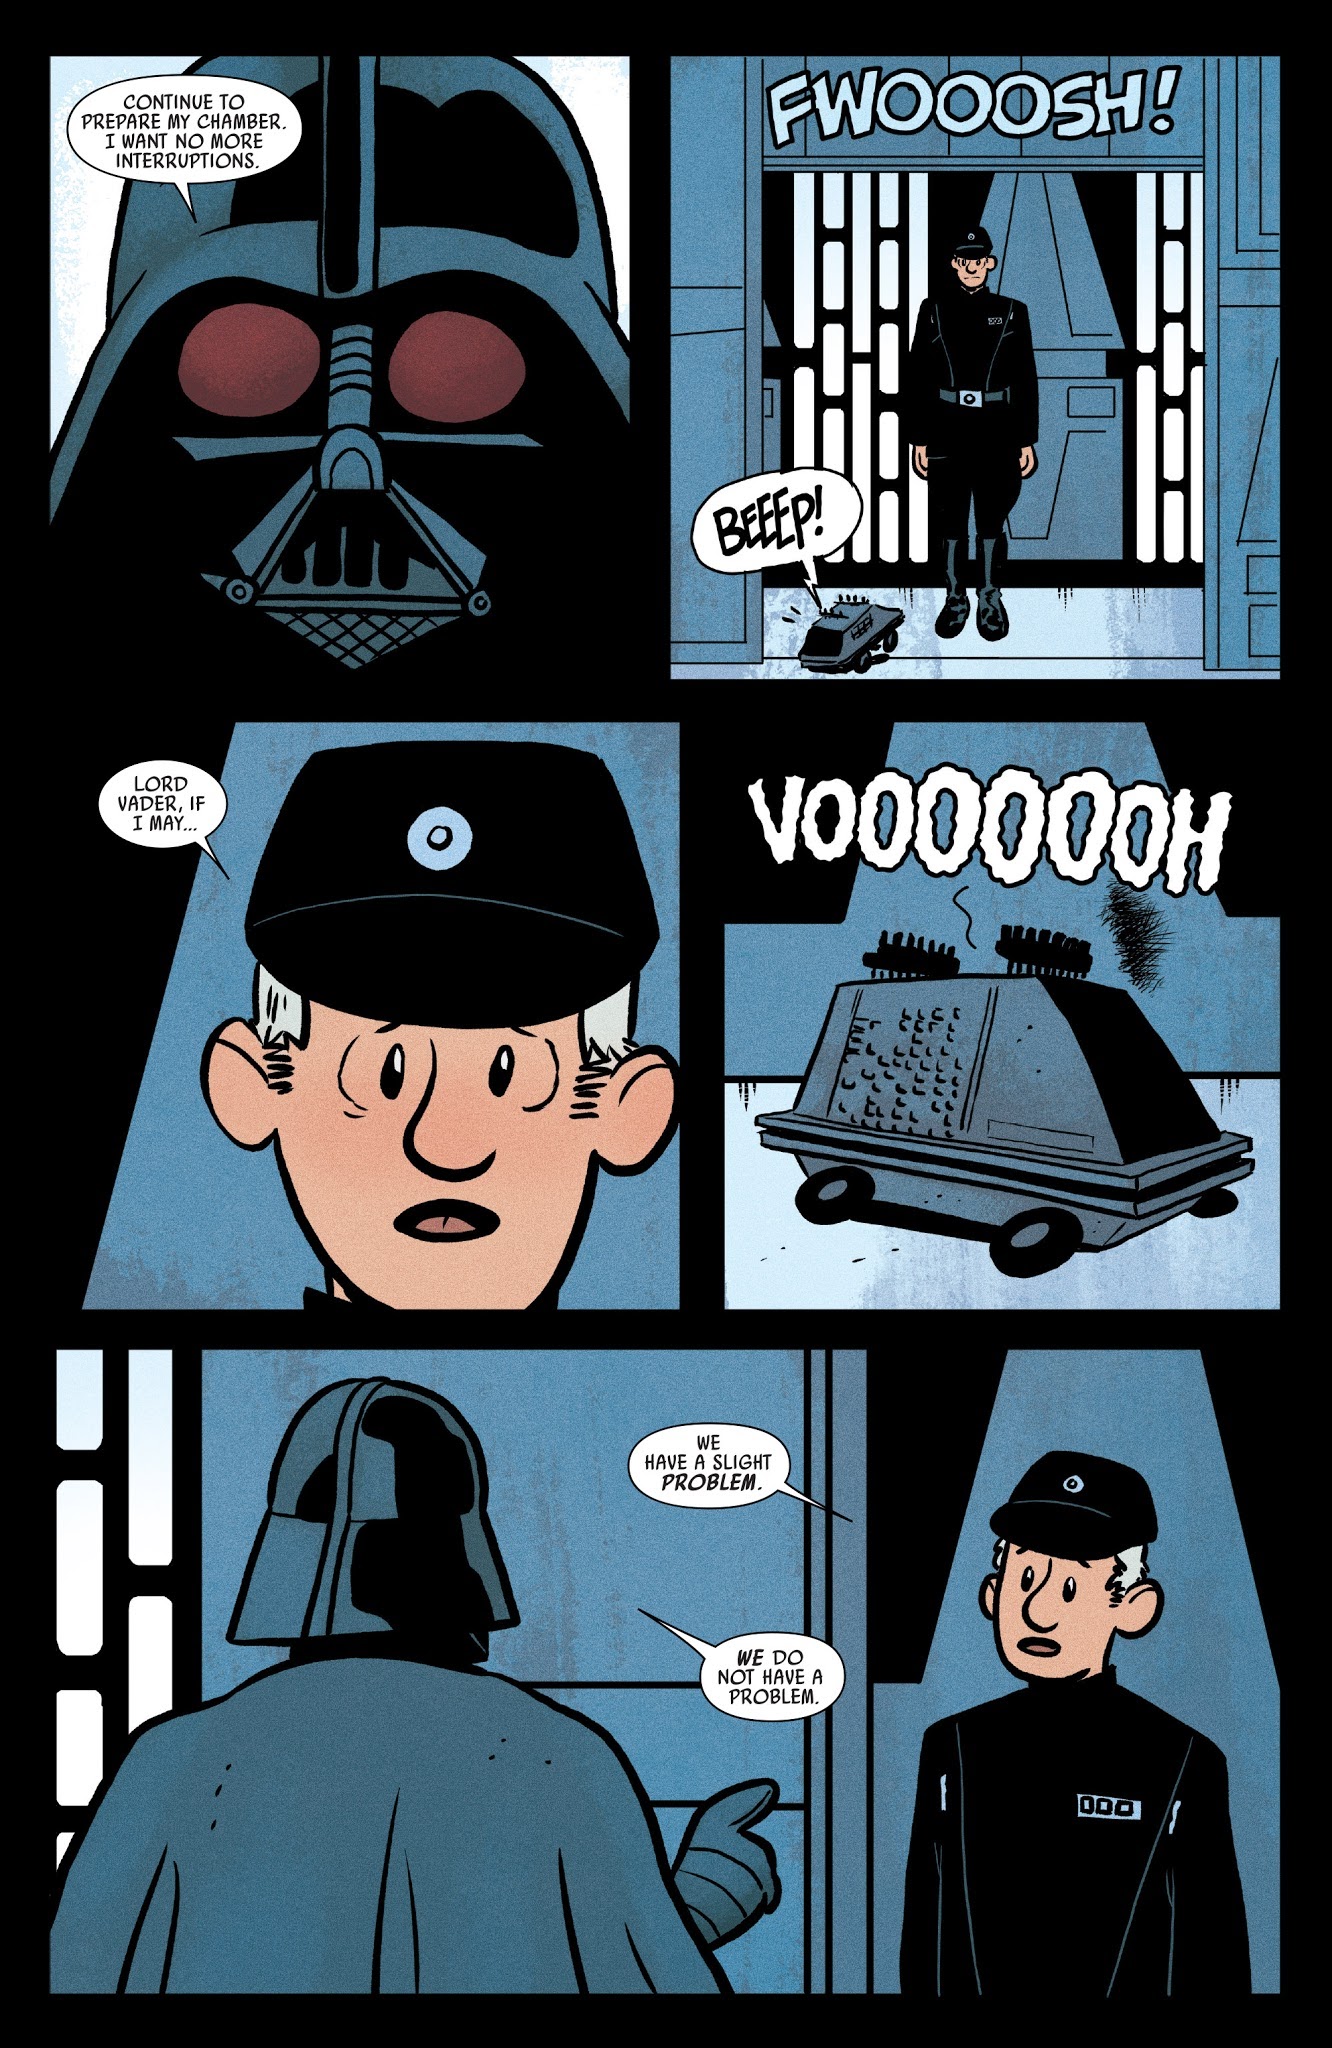 CONTINUE TO
PREPARE MY CHAMBER.
I WANT NO MORE
INTERRUPTIONS.
FWOOOSH!
BEEEP!
LORD
VADER, IF
I MAY...
VOOOOOOH
WE
HAVE A SLIGHT
PROBLEM.
WE DO
NOT HAVE A
PROBLEM.